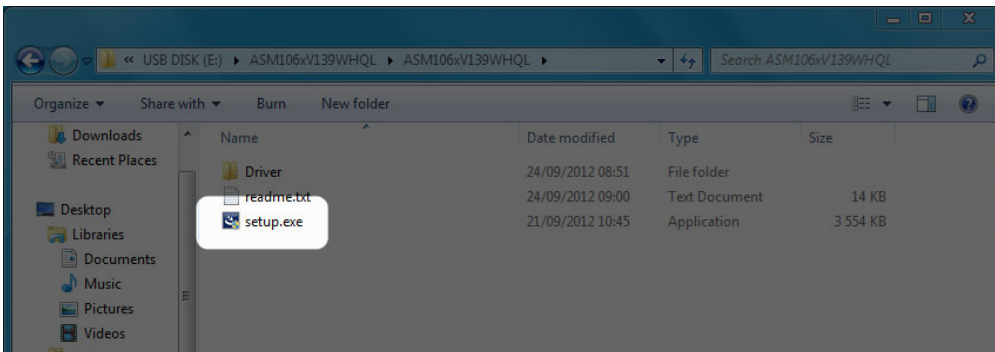 « USB DISK (E:) ▸ ASM106xV139WHQL ▸ ASM106xV139WHQL ▸ Search ASM106xV139WHQL
Organize Share with Burn New folder
Downloads
Recent Places
Desktop
Libraries
Documents
Music
Pictures
Videos
Name Date modified Type Size
Driver 24/09/2012 08:51 File folder
readme.txt 24/09/2012 09:00 Text Document 14 KB
setup.exe 21/09/2012 10:45 Application 3 554 KB